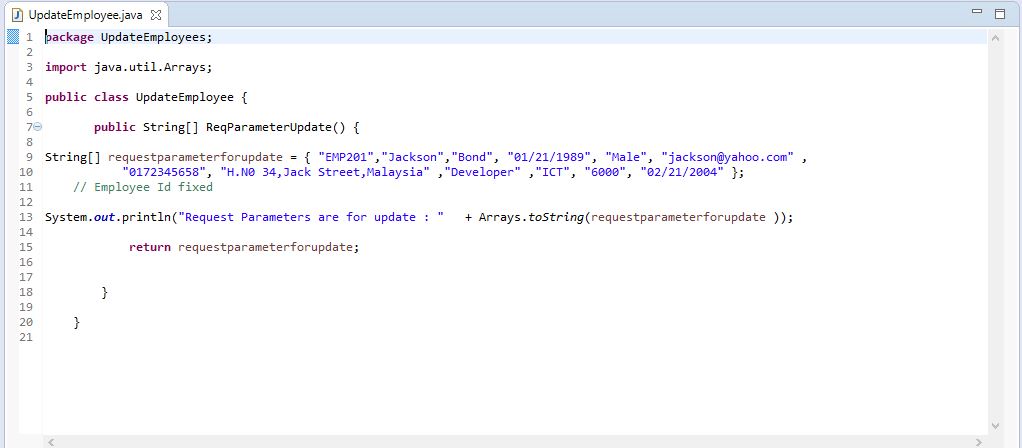 UpdateEmployee.java
1 package UpdateEmployees;
2
3 import java.util.Arrays;
4
5 public class UpdateEmployee {
6
7 public String[] ReqParameterUpdate() {
8
9 String[] requestparameterforupdate = { "EMP201","Jackson","Bond", "01/21/1989", "Male", "jackson@yahoo.com" ,
10 "0172345658", "H.N0 34,Jack Street,Malaysia" ,"Developer" ,"ICT", "6000", "02/21/2004" };
11 // Employee Id fixed
12
13 System.out.println("Request Parameters are for update : " + Arrays.toString(requestparameterforupdate ));
14
15 return requestparameterforupdate;
16
17
18 }
19
20 }
21